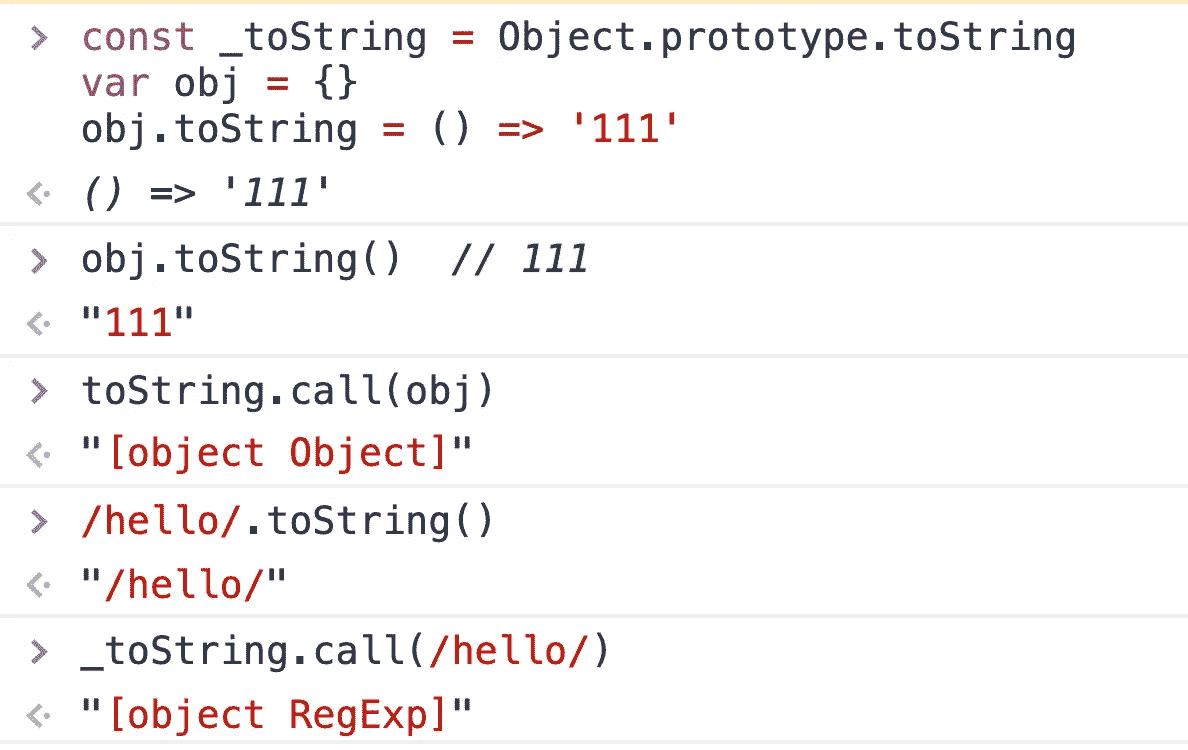 const _toString = Object.prototype.toString
var obj = {}
obj.toString = () => '111'
() => '111'
obj.toString()  // 111
"111"
toString.call(obj)
"[object Object]"
/hello/.toString()
"/hello/"
_toString.call(/hello/)
"[object RegExp]"